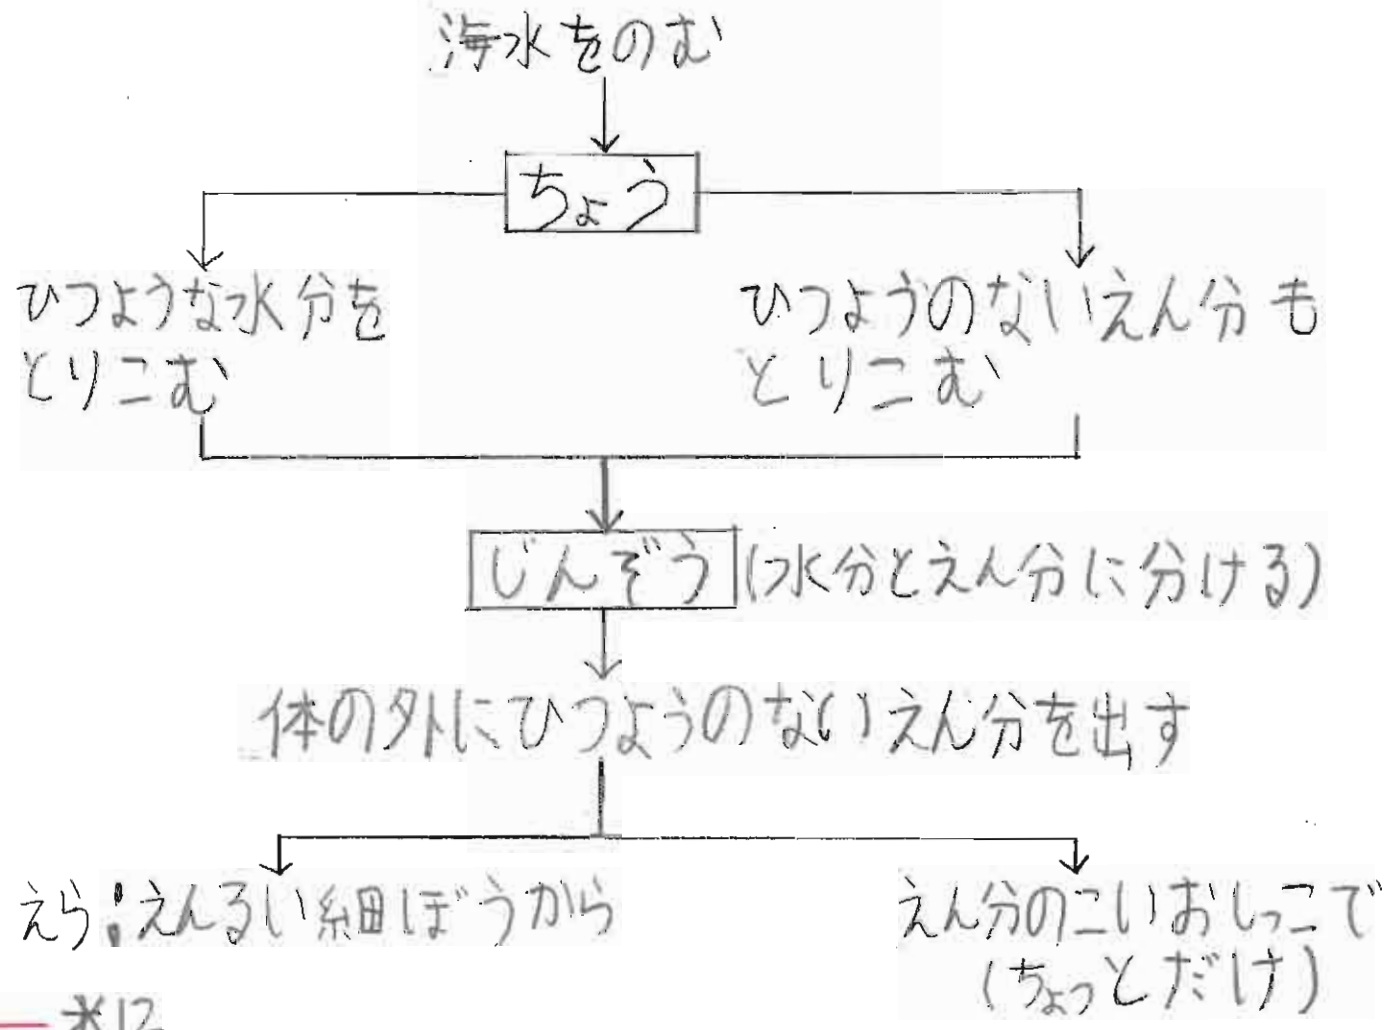 海水をのむ
ちょう
ひつような水分を
とりこむ
ひつようのないえん分も
とりこむ
じんぞう(水分とえん分に分ける)
体の外にひつようのないえん分を出す
えら:えんるい細ぼうから
えん分のこいおしっこで
(ちょっとだけ)
※12